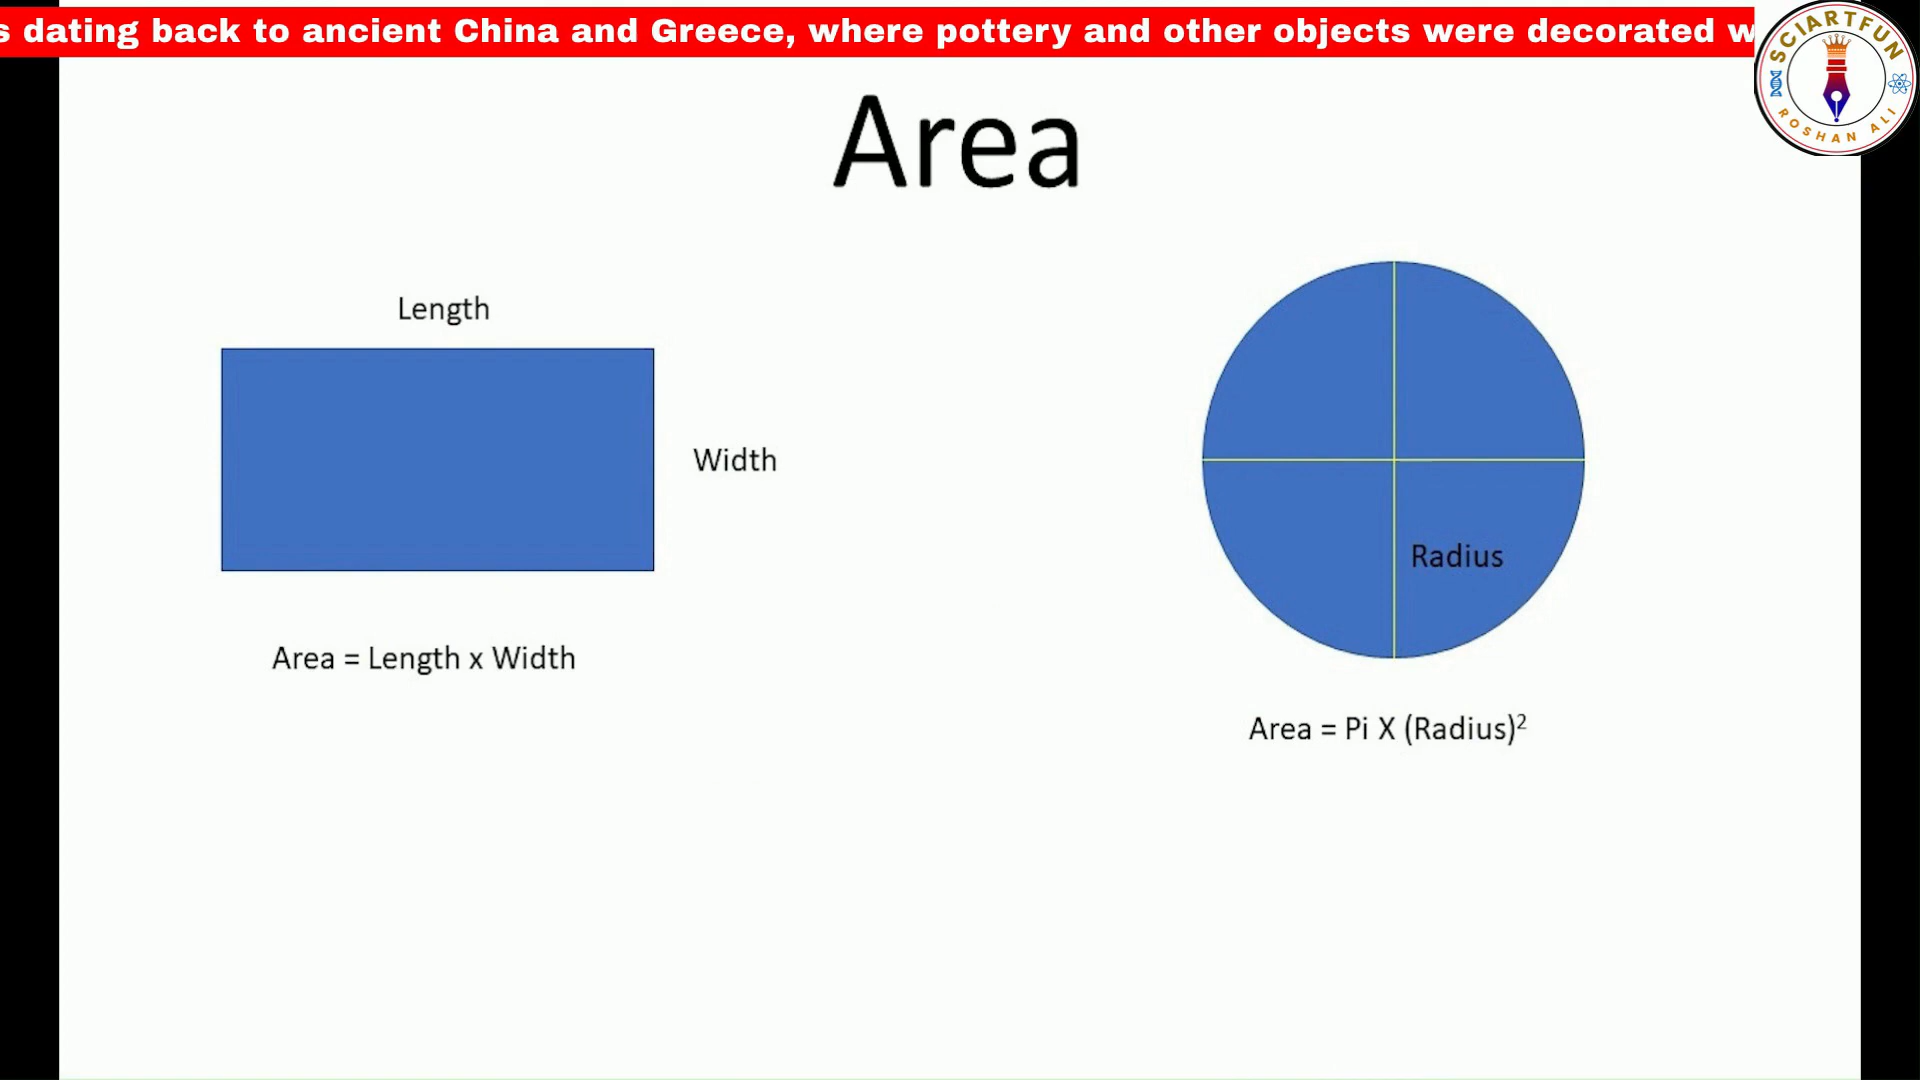 s dating back to ancient China and Greece, where pottery and other objects were decorated w
SCIARTFUN
ROSHAN ALI
Area
Length
Width
Radius
Area = Length x Width
Area = Pi X (Radius)²